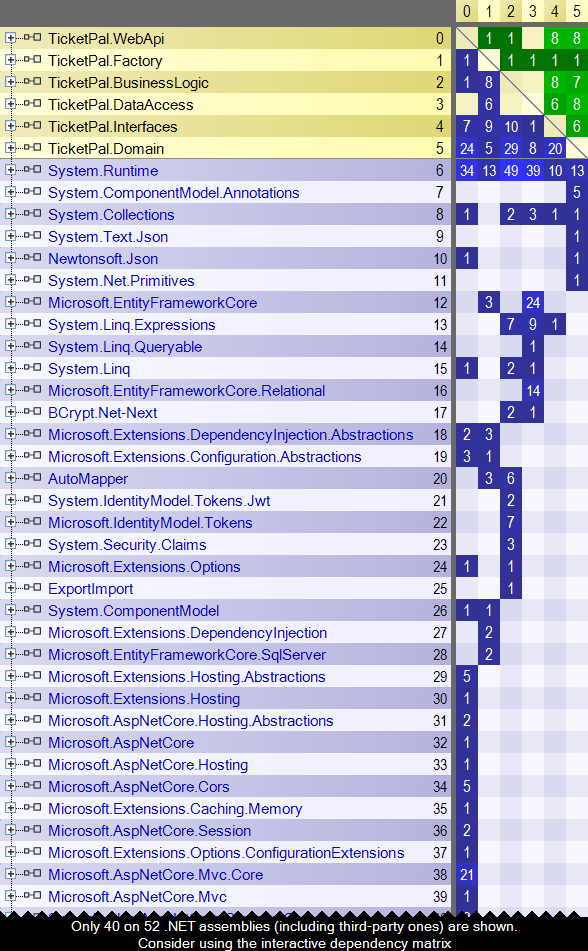 0 1 2 3 4 5
TicketPal.WebApi 0 1 1 8 8
TicketPal.Factory 1 1 1 1 1 1
TicketPal.BusinessLogic 2 1 8 8 7
TicketPal.DataAccess 3 6 6 8
TicketPal.Interfaces 4 7 9 10 1 6
TicketPal.Domain 5 24 5 29 8 20
System.Runtime 6 34 13 49 39 10 13
System.ComponentModel.Annotations 7 5
System.Collections 8 1 2 3 1 1
System.Text.Json 9 1
Newtonsoft.Json 10 1 1
System.Net.Primitives 11 1
Microsoft.EntityFrameworkCore 12 3 24
System.Linq.Expressions 13 7 9 1
System.Linq.Queryable 14 1
System.Linq 15 1 2 1
Microsoft.EntityFrameworkCore.Relational 16 14
BCrypt.Net-Next 17 2 1
Microsoft.Extensions.DependencyInjection.Abstractions 18 2 3
Microsoft.Extensions.Configuration.Abstractions 19 3 1
AutoMapper 20 3 6
System.IdentityModel.Tokens.Jwt 21 2
Microsoft.IdentityModel.Tokens 22 7
System.Security.Claims 23 3
Microsoft.Extensions.Options 24 1 1
ExportImport 25 1
System.ComponentModel 26 1 1
Microsoft.Extensions.DependencyInjection 27 2
Microsoft.EntityFrameworkCore.SqlServer 28 2
Microsoft.Extensions.Hosting.Abstractions 29 5
Microsoft.Extensions.Hosting 30 1
Microsoft.AspNetCore.Hosting.Abstractions 31 2
Microsoft.AspNetCore 32 1
Microsoft.AspNetCore.Hosting 33 1
Microsoft.AspNetCore.Cors 34 5
Microsoft.Extensions.Caching.Memory 35 1
Microsoft.AspNetCore.Session 36 2
Microsoft.Extensions.Options.ConfigurationExtensions 37 1
Microsoft.AspNetCore.Mvc.Core 38 21
Microsoft.AspNetCore.Mvc 39 1
Only 40 on 52 .NET assemblies (including third-party ones) are shown.
Consider using the interactive dependency matrix